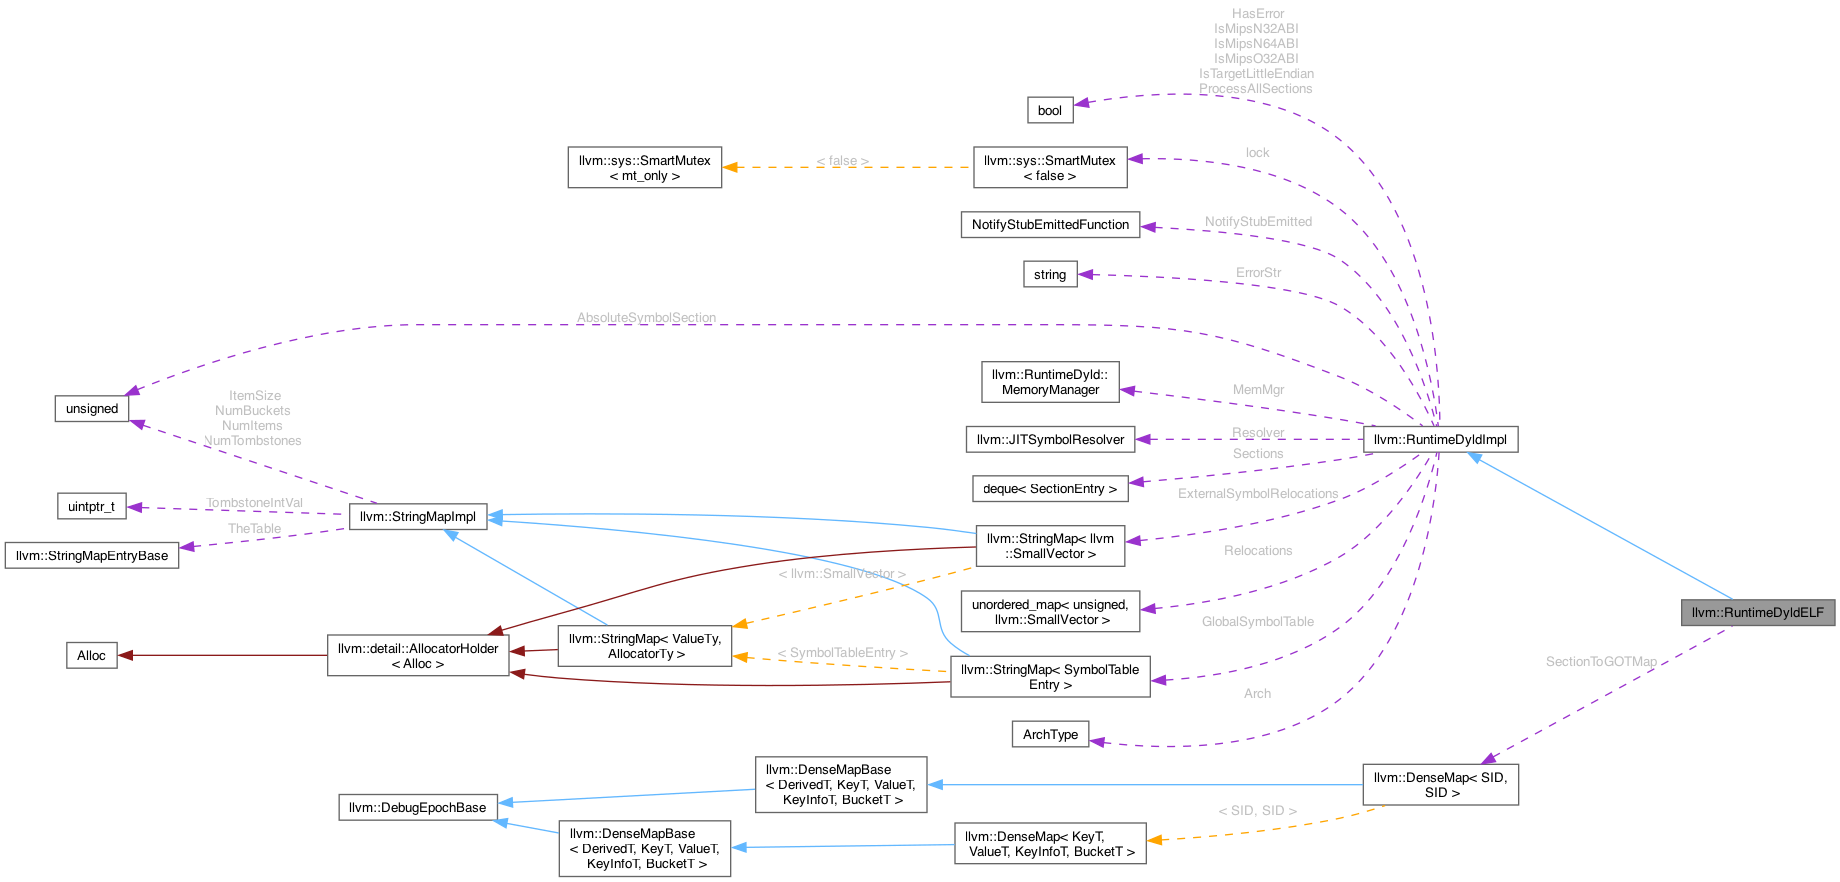 HasError
IsMipsN32ABI
IsMipsN64ABI
IsMipsO32ABI
IsTargetLittleEndian
ProcessAllSections
bool
llvm::sys::SmartMutex
< mt_only >
< false >
llvm::sys::SmartMutex
< false >
lock
NotifyStubEmittedFunction
NotifyStubEmitted
string
ErrorStr
AbsoluteSymbolSection
llvm::RuntimeDyld::
MemoryManager
MemMgr
unsigned
ItemSize
NumBuckets
NumItems
NumTombstones
llvm::JITSymbolResolver
Resolver
llvm::RuntimeDyldImpl
Sections
deque< SectionEntry >
ExternalSymbolRelocations
uintptr_t
TombstoneIntVal
llvm::StringMapImpl
TheTable
llvm::StringMapEntryBase
llvm::StringMap< llvm
::SmallVector >
Relocations
< llvm::SmallVector >
unordered_map< unsigned,
llvm::SmallVector >
llvm::RuntimeDyldELF
GlobalSymbolTable
Alloc
llvm::detail::AllocatorHolder
< Alloc >
llvm::StringMap< ValueTy,
AllocatorTy >
< SymbolTableEntry >
llvm::StringMap< SymbolTable
Entry >
SectionToGOTMap
Arch
ArchType
llvm::DenseMapBase
< DerivedT, KeyT, ValueT,
KeyInfoT, BucketT >
llvm::DenseMap< SID,
SID >
llvm::DebugEpochBase
< SID, SID >
llvm::DenseMapBase
< DerivedT, KeyT, ValueT,
KeyInfoT, BucketT >
llvm::DenseMap< KeyT,
ValueT, KeyInfoT, BucketT >